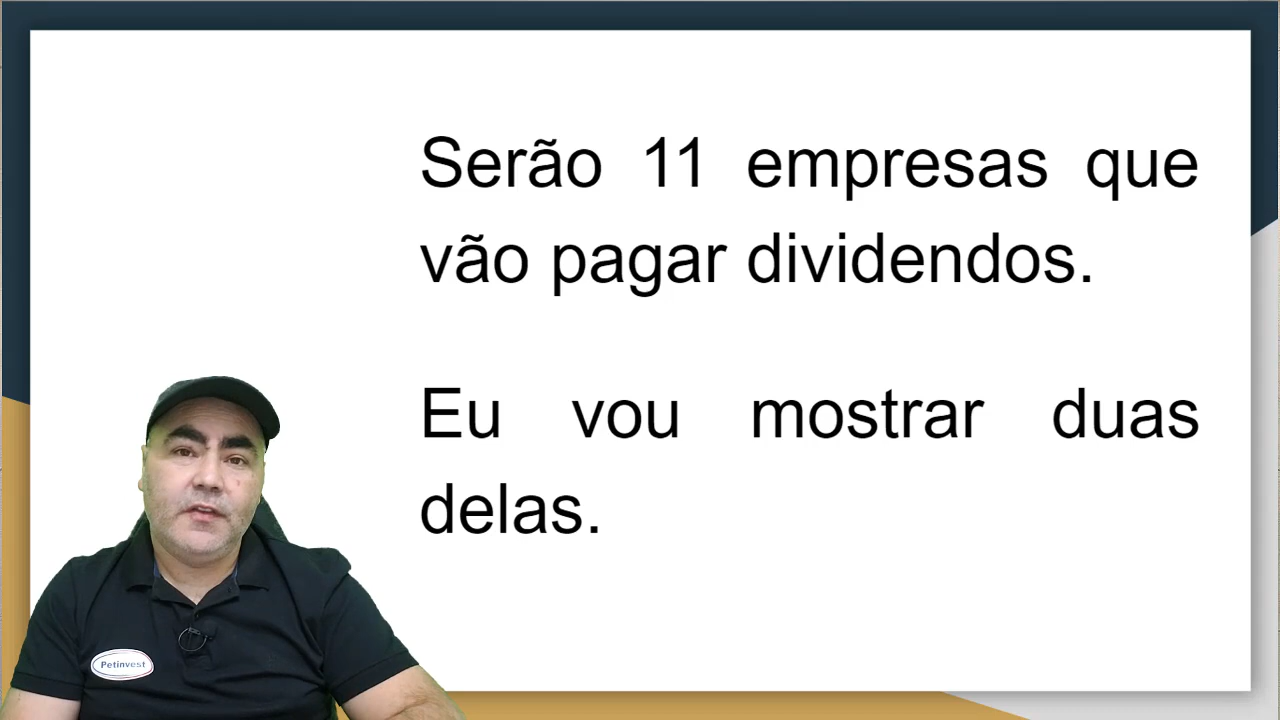 Serão 11 empresas que
vão pagar dividendos.
Eu vou mostrar duas
delas.
Petinvest